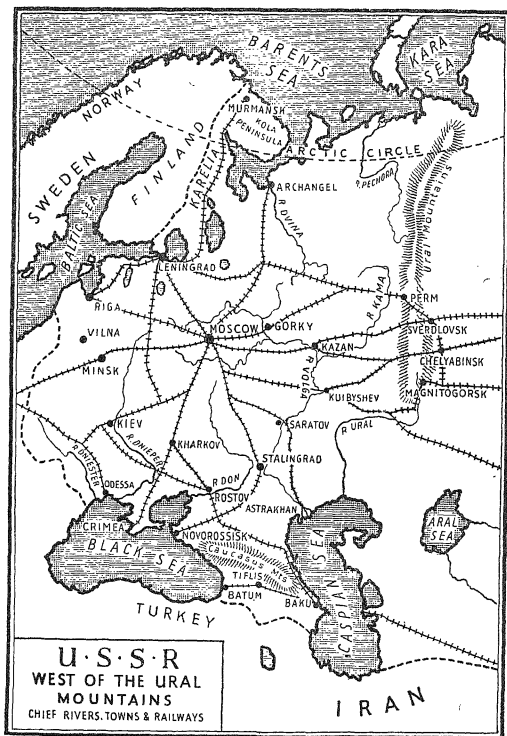 BARENTS
SEA
KARA
SEA
NORWAY
MURMANSK
KOLA
PENINSULA
ARCTIC CIRCLE
FINLAND
KARELIA
SWEDEN
BALTIC SEA
ARCHANGEL
R. DVINA
R. PECHORA
Ural Mountains
LENINGRAD
RIGA
VILNA
MINSK
MOSCOW
GORKY
R. KAMA
PERM
SVERDLOVSK
KAZAN
CHELYABINSK
R. VOLGA
KUIBYSHEV
MAGNITOGORSK
KIEV
SARATOV
R. URAL
R. DNIEPER
KHARKOV
R. DNIESTER
STALINGRAD
ODESSA
R. DON
ROSTOV
ASTRAKHAN
ARAL
SEA
CRIMEA
BLACK SEA
NOVOROSSISK
Caucasus Mts
TIFLIS
BATUM
BAKU
CASPIAN SEA
TURKEY
IRAN
U·S·S·R
WEST OF THE URAL
MOUNTAINS
CHIEF RIVERS, TOWNS & RAILWAYS